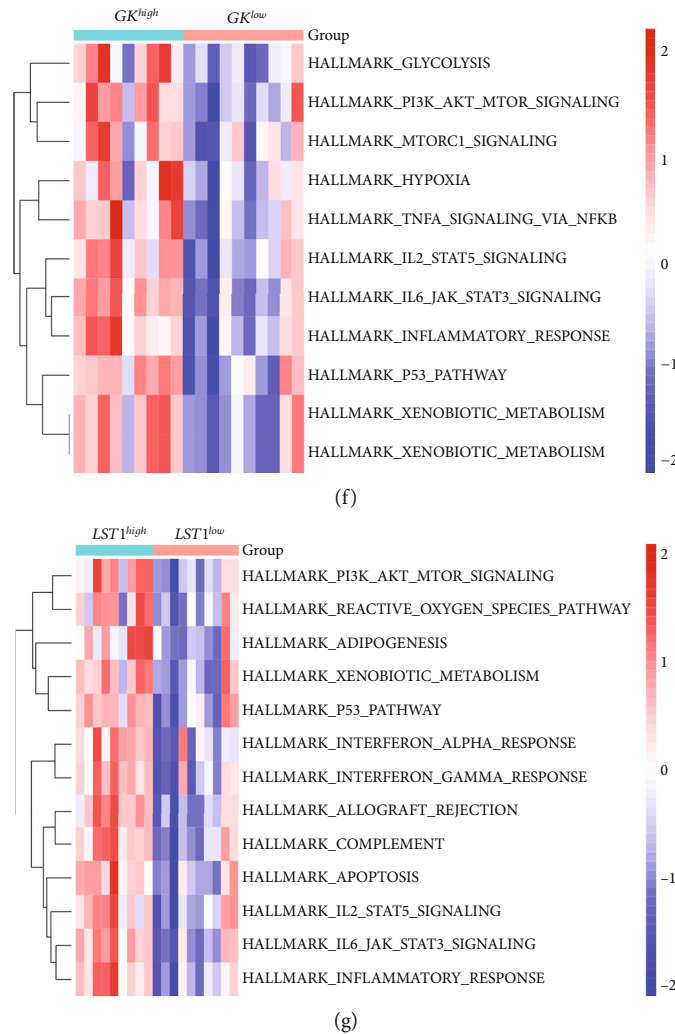 GKhigh GKlow
Group
HALLMARK_GLYCOLYSIS
HALLMARK_PI3K_AKT_MTOR_SIGNALING
HALLMARK_MTORC1_SIGNALING
HALLMARK_HYPOXIA
HALLMARK_TNFA_SIGNALING_VIA_NFKB
HALLMARK_IL2_STAT5_SIGNALING
HALLMARK_IL6_JAK_STAT3_SIGNALING
HALLMARK_INFLAMMATORY_RESPONSE
HALLMARK_P53_PATHWAY
HALLMARK_XENOBIOTIC_METABOLISM
HALLMARK_XENOBIOTIC_METABOLISM
2
1
0
−1
−2
(f)
LST1high LST1low
Group
HALLMARK_PI3K_AKT_MTOR_SIGNALING
HALLMARK_REACTIVE_OXYGEN_SPECIES_PATHWAY
HALLMARK_ADIPOGENESIS
HALLMARK_XENOBIOTIC_METABOLISM
HALLMARK_P53_PATHWAY
HALLMARK_INTERFERON_ALPHA_RESPONSE
HALLMARK_INTERFERON_GAMMA_RESPONSE
HALLMARK_ALLOGRAFT_REJECTION
HALLMARK_COMPLEMENT
HALLMARK_APOPTOSIS
HALLMARK_IL2_STAT5_SIGNALING
HALLMARK_IL6_JAK_STAT3_SIGNALING
HALLMARK_INFLAMMATORY_RESPONSE
2
1
0
−1
−2
(g)